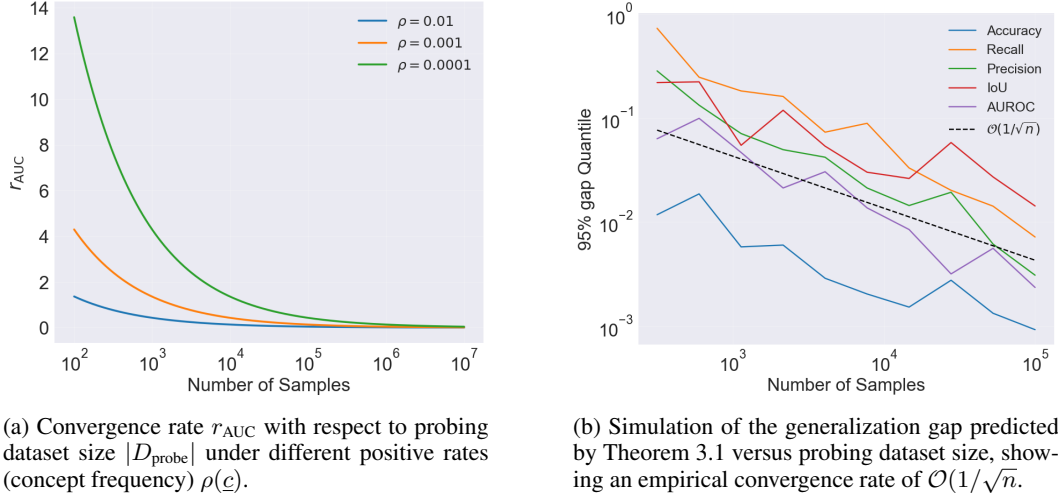 14
12
10
8
6
4
2
0
r_AUC
10^2
10^3
10^4
10^5
10^6
10^7
Number of Samples
ρ = 0.01
ρ = 0.001
ρ = 0.0001
(a) Convergence rate r_AUC with respect to probing
dataset size |D_probe| under different positive rates
(concept frequency) ρ(c).
10^0
10^−1
10^−2
10^−3
95% gap Quantile
10^3
10^4
10^5
Number of Samples
Accuracy
Recall
Precision
IoU
AUROC
𝒪(1/√n)
(b) Simulation of the generalization gap predicted
by Theorem 3.1 versus probing dataset size, show-
ing an empirical convergence rate of 𝒪(1/√n.